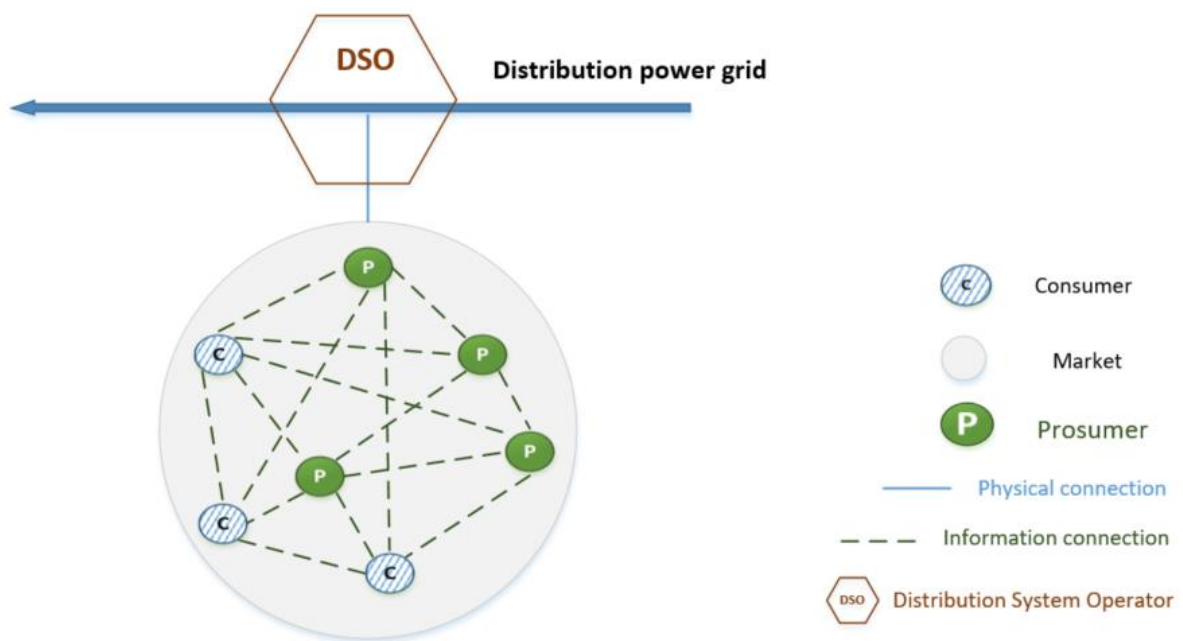 DSO
Distribution power grid
P
C
P
P
P
C
C
C Consumer
Market
P Prosumer
Physical connection
Information connection
DSO Distribution System Operator